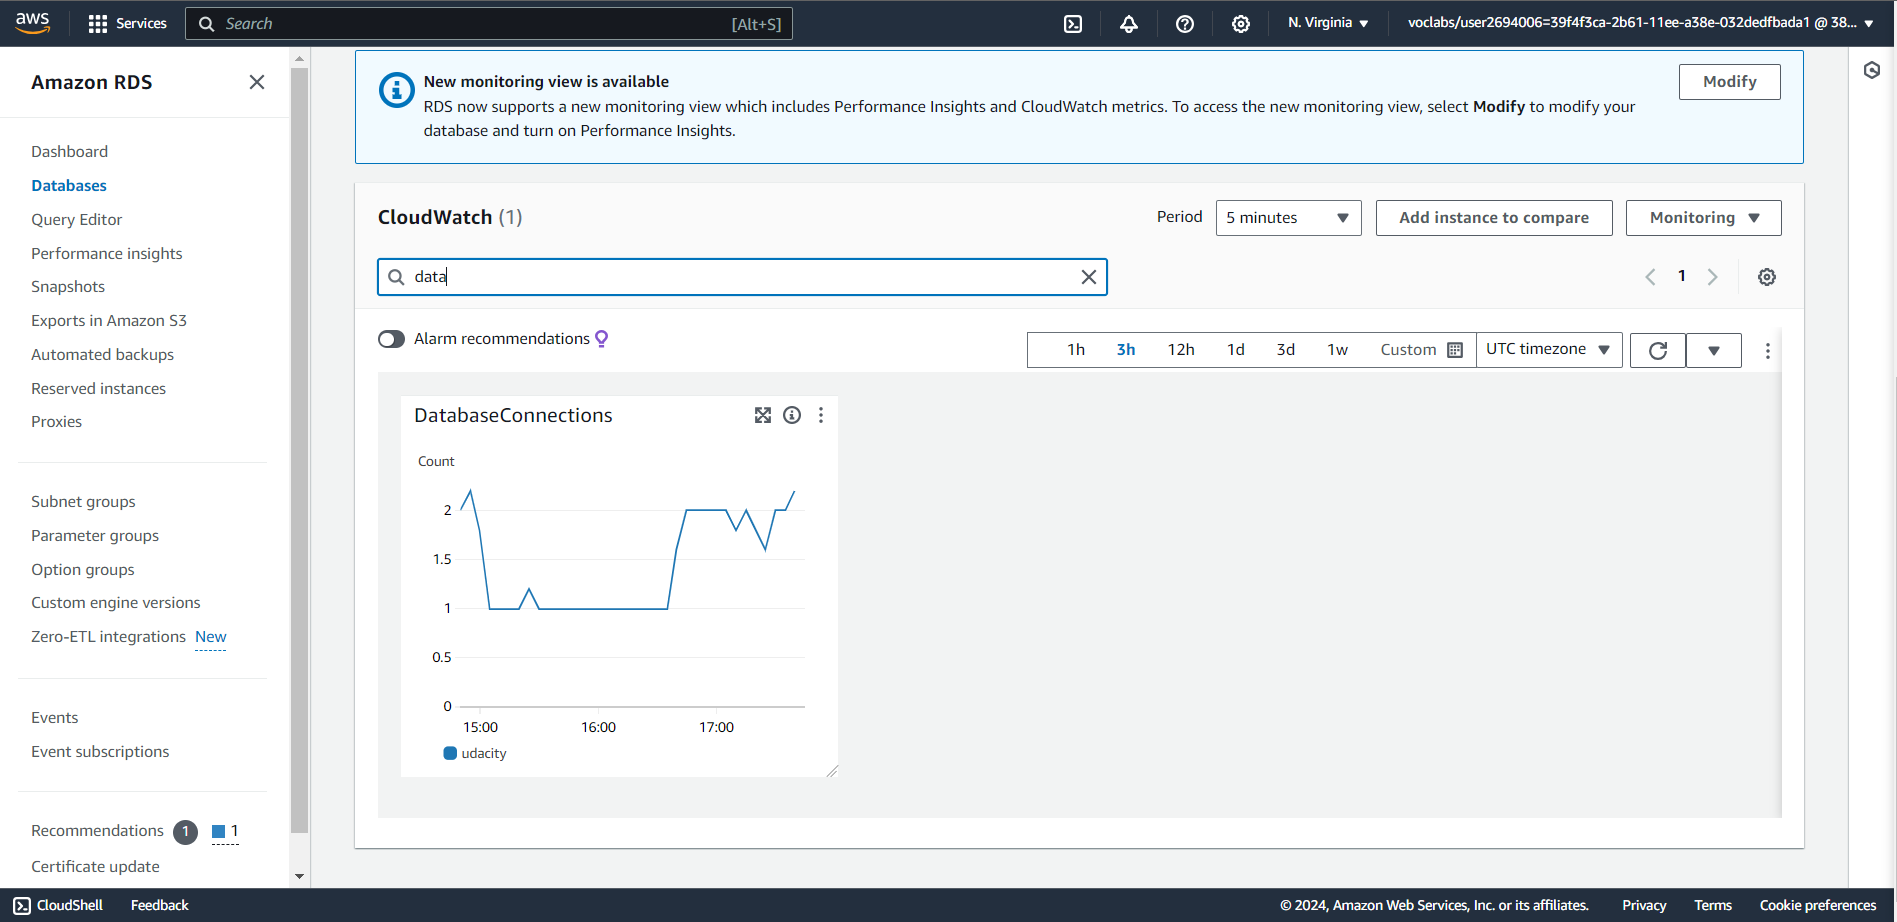 aws
Services
Search
[Alt+S]
N. Virginia
voclabs/user2694006=39f4f3ca-2b61-11ee-a38e-032dedfbada1 @ 38...
Amazon RDS
Dashboard
Databases
Query Editor
Performance insights
Snapshots
Exports in Amazon S3
Automated backups
Reserved instances
Proxies
Subnet groups
Parameter groups
Option groups
Custom engine versions
Zero-ETL integrations New
Events
Event subscriptions
Recommendations 1 1
Certificate update
New monitoring view is available
RDS now supports a new monitoring view which includes Performance Insights and CloudWatch metrics. To access the new monitoring view, select Modify to modify your
database and turn on Performance Insights.
Modify
CloudWatch (1)
Period
5 minutes
Add instance to compare
Monitoring
data
1
Alarm recommendations
1h 3h 12h 1d 3d 1w Custom
UTC timezone
DatabaseConnections
Count
2
1.5
1
0.5
0
15:00 16:00 17:00
udacity
CloudShell
Feedback
© 2024, Amazon Web Services, Inc. or its affiliates.
Privacy
Terms
Cookie preferences